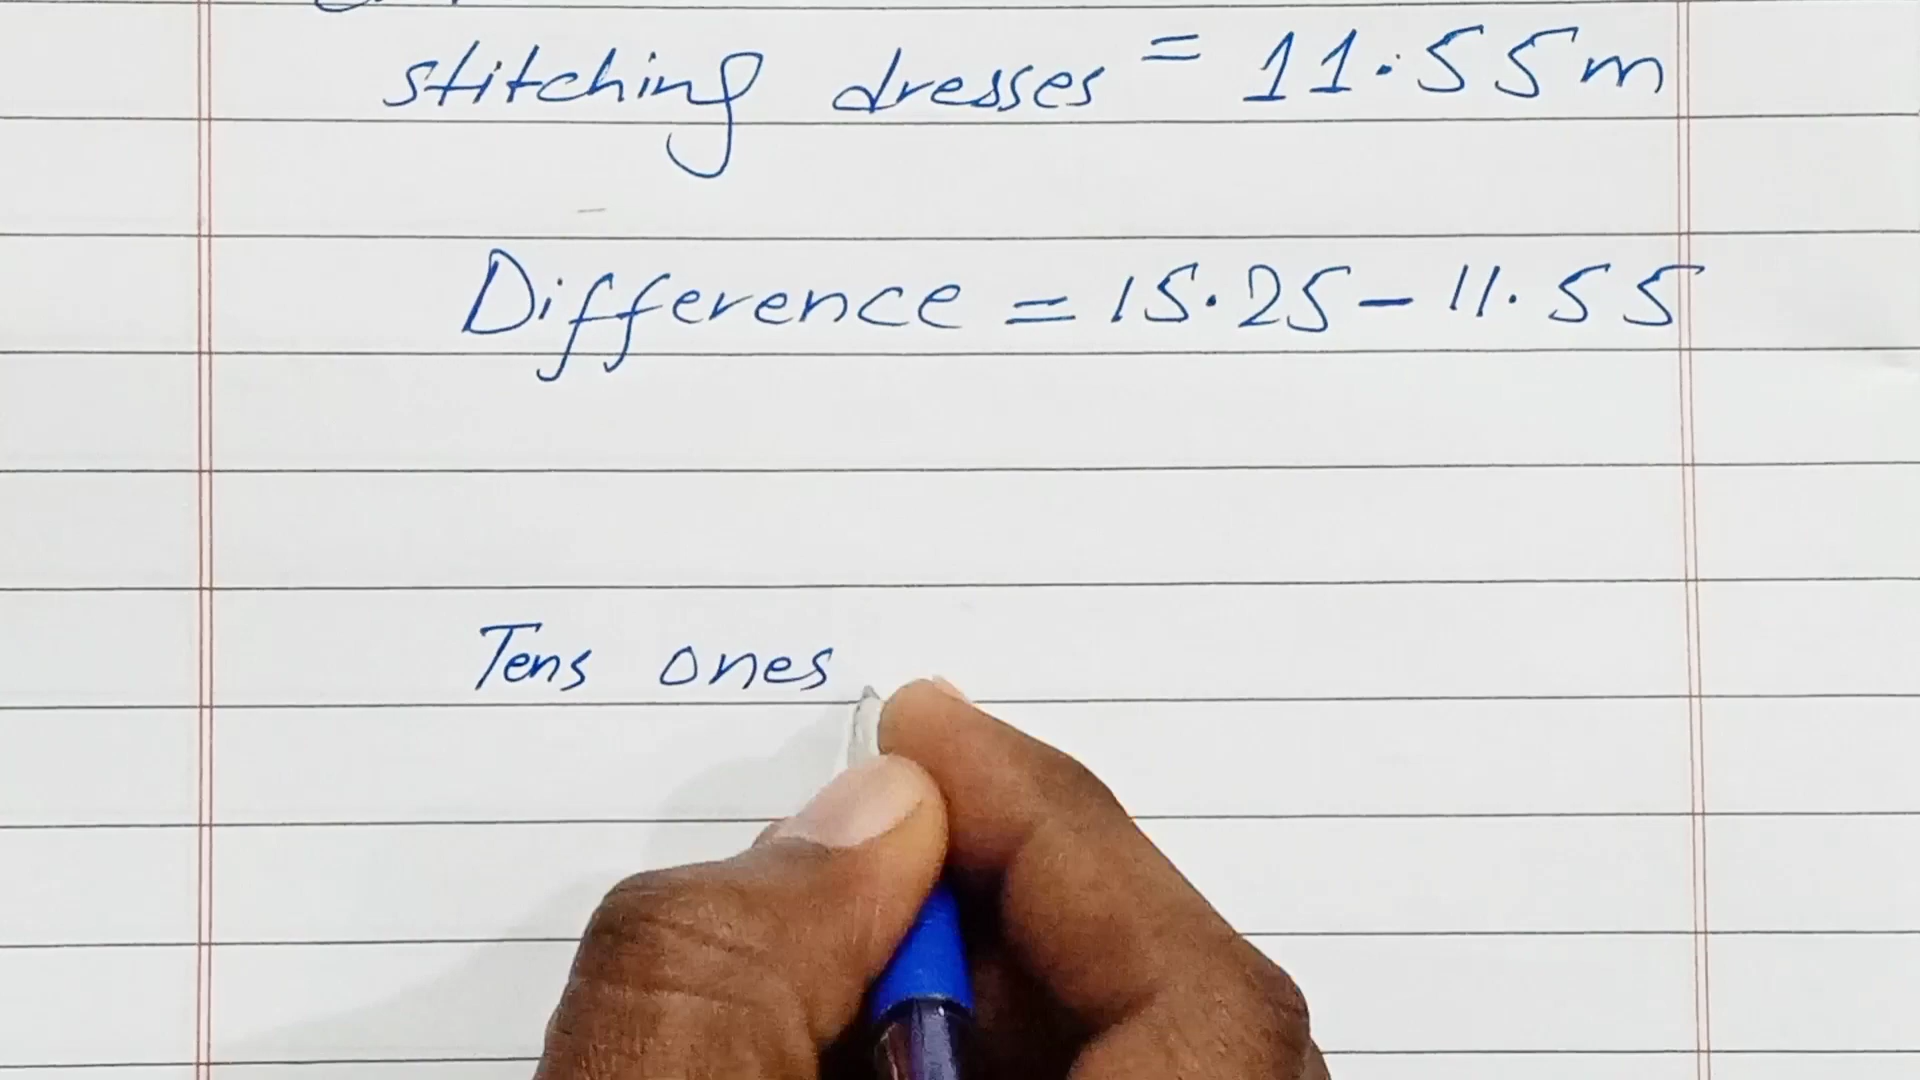 stitching dresses = 11.55m
Difference = 15.25 - 11.55
Tens ones